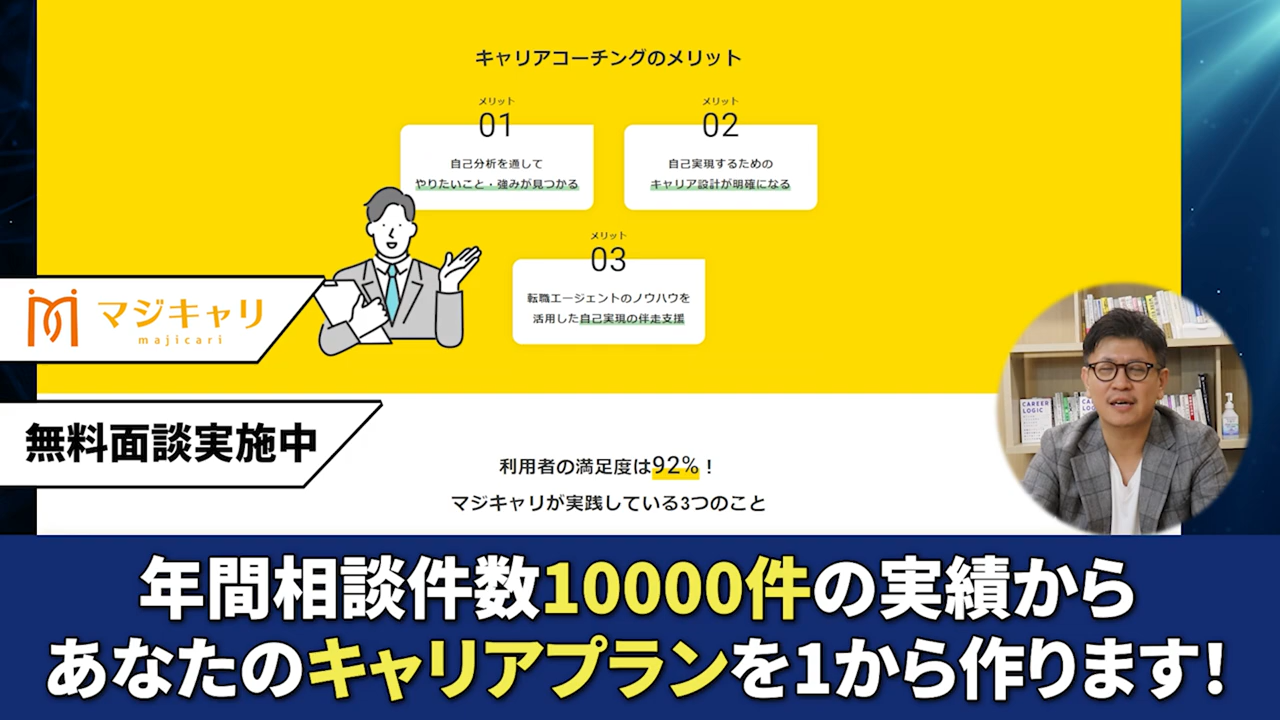 キャリアコーチングのメリット
メリット
01
自己分析を通して
やりたいこと・強みが見つかる
メリット
02
自己実現するための
キャリア設計が明確になる
メリット
03
転職エージェントのノウハウを
活用した自己実現の伴走支援
マジキャリ
majicari
無料面談実施中
利用者の満足度は92%！
マジキャリが実践している3つのこと
CAREER
LOGIC
年間相談件数10000件の実績から
あなたのキャリアプランを1から作ります!